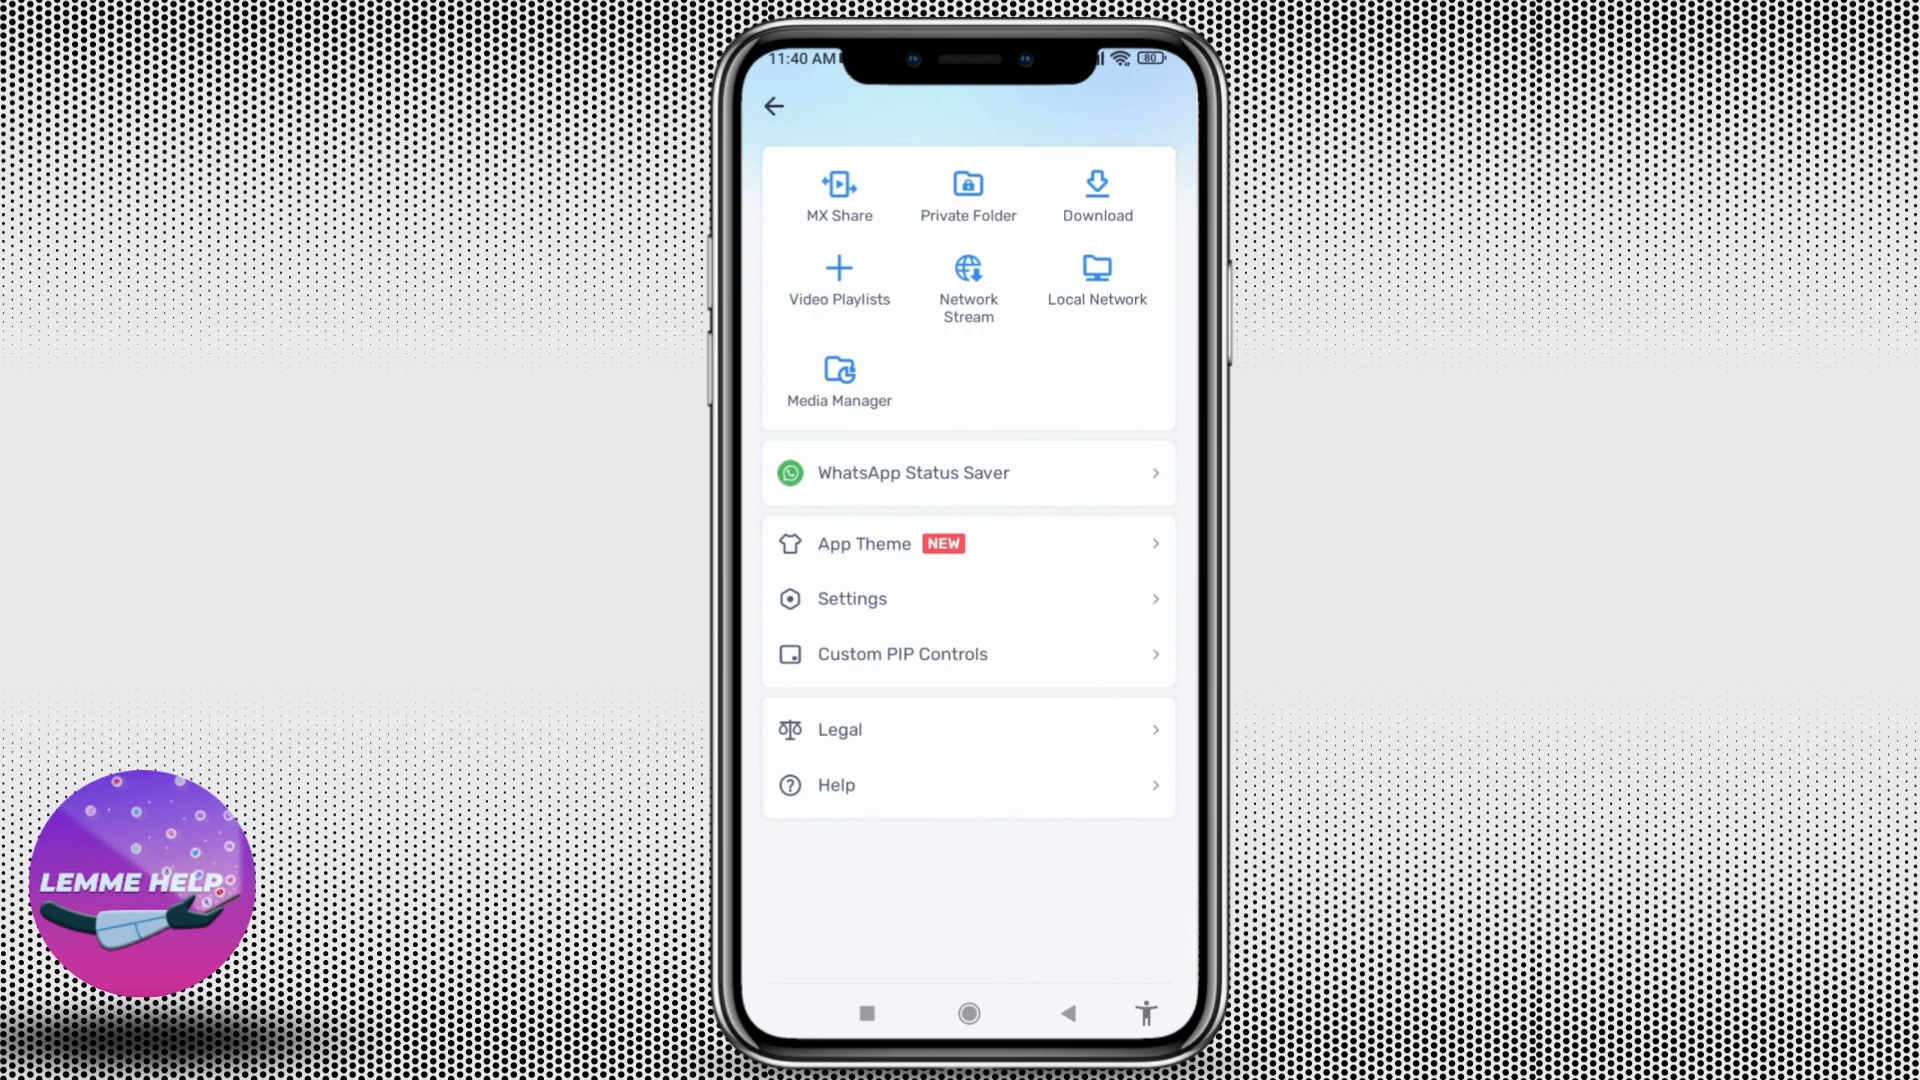 11:40 AM
80
MX Share
Private Folder
Download
Video Playlists
Network
Stream
Local Network
Media Manager
WhatsApp Status Saver
App Theme NEW
Settings
Custom PIP Controls
Legal
Help
LEMME HELP